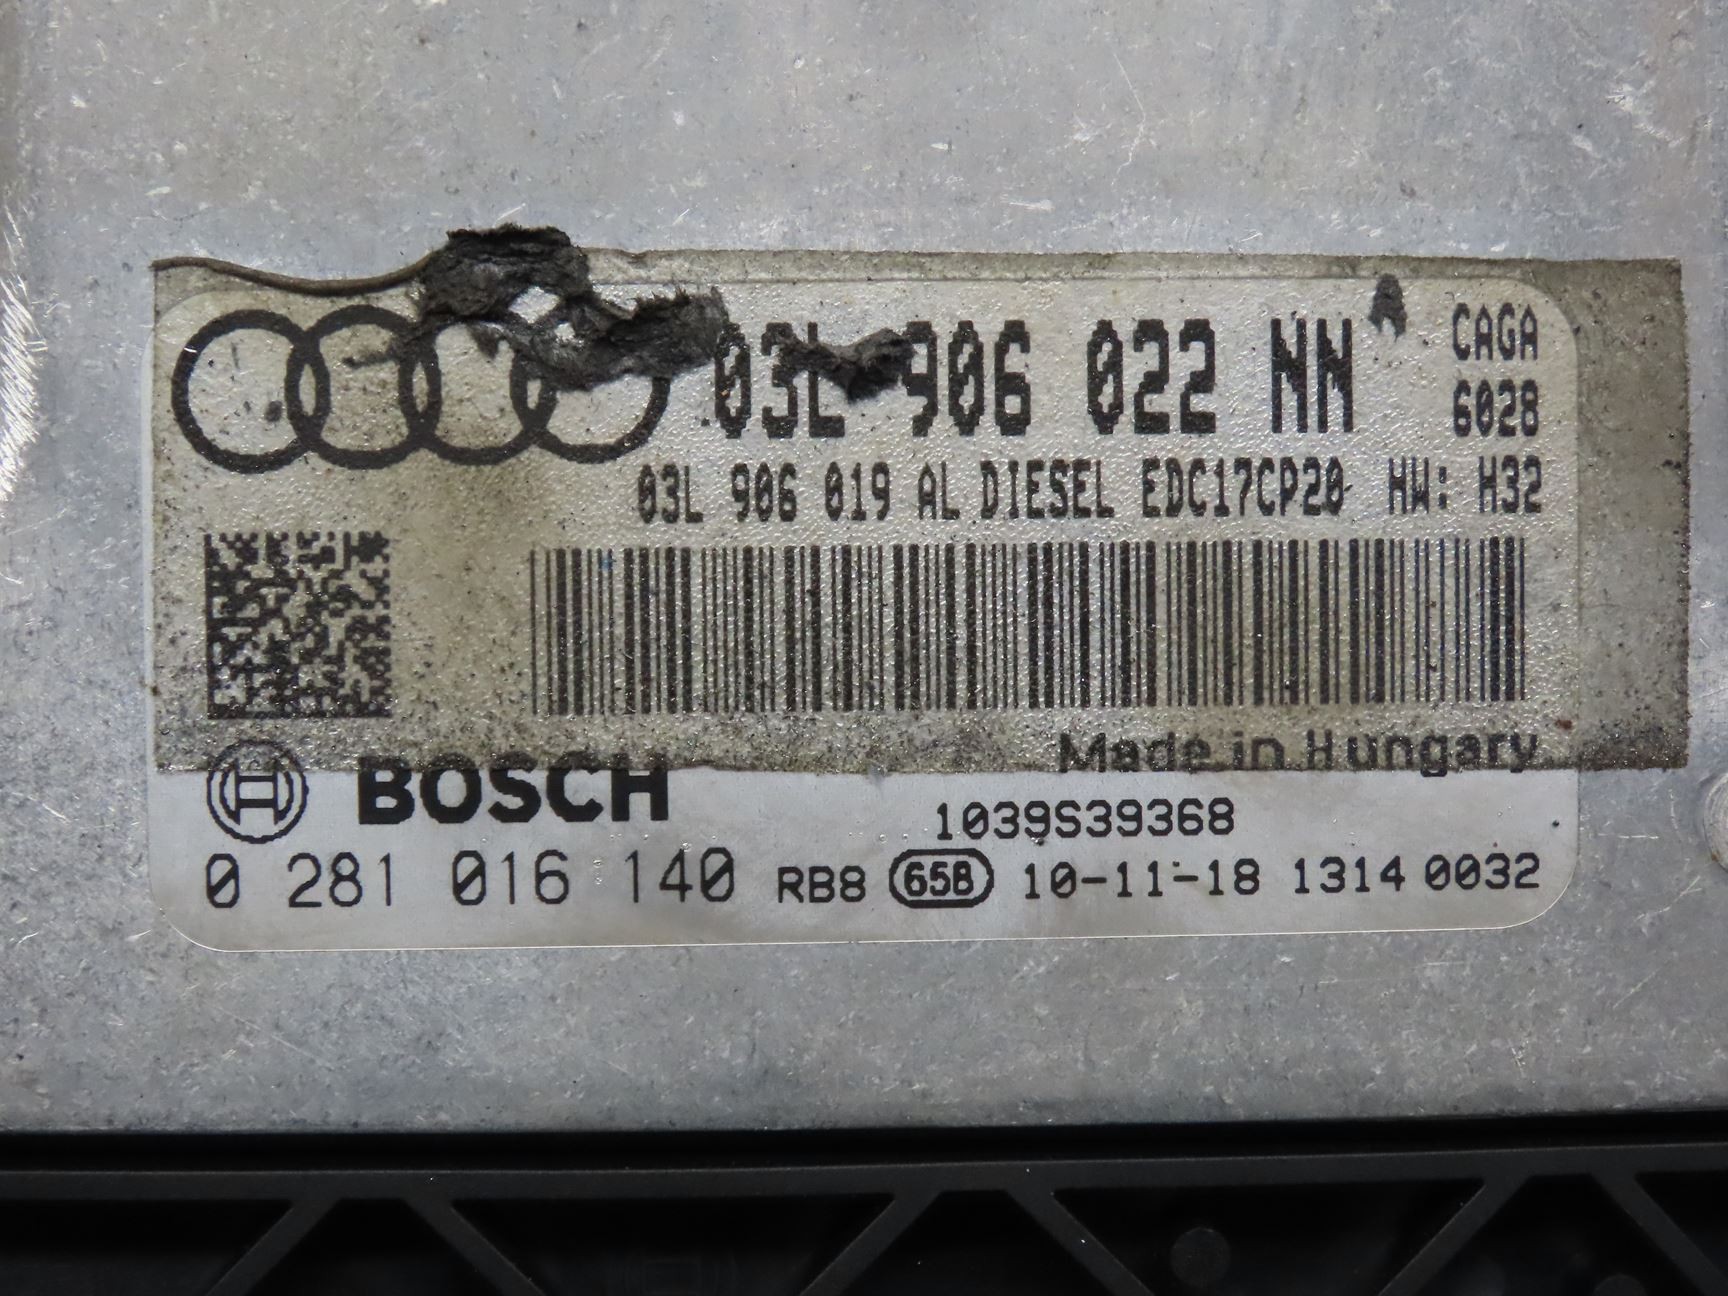 03L 906 022 NN CAGA
6028
03L 906 019 AL DIESEL EDC17CP20 HW: H32
Made in Hungary
BOSCH
1039S39368
0 281 016 140 RB8 65B 10-11-18 1314 0032